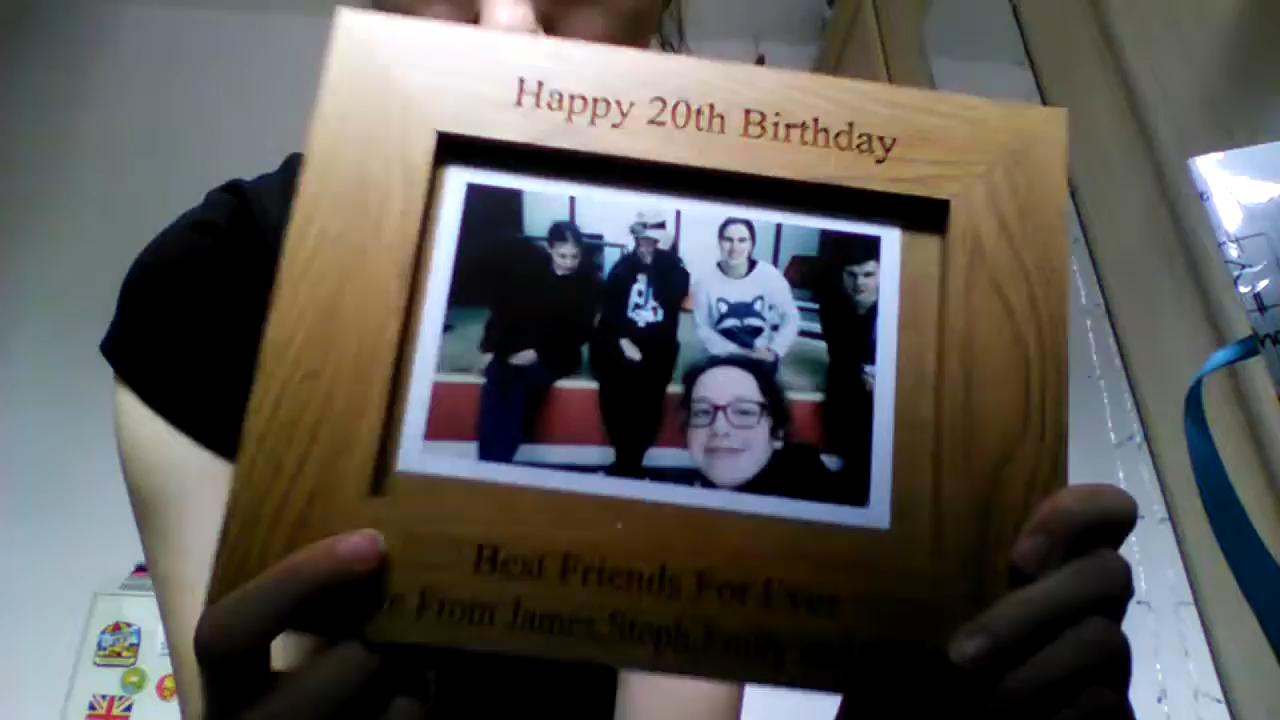 Happy 20th Birthday
Best Friends For Ever
From James, Steph, Emily